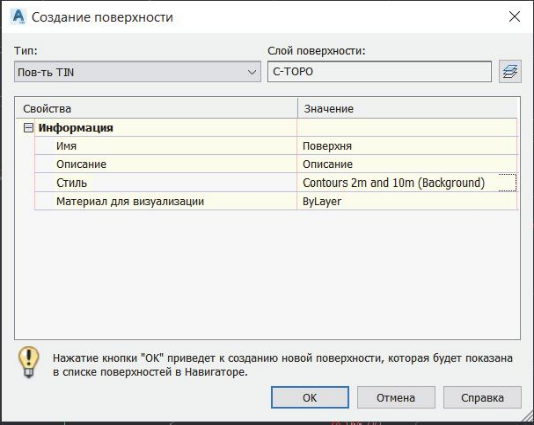 Создание поверхности
Тип:
Слой поверхности:
Пов-ть TIN
C-TOPO
Свойства
Значение
Информация
Имя
Поверхня
Описание
Описание
Стиль
Contours 2m and 10m (Background)
Материал для визуализации
ByLayer
Нажатие кнопки "ОК" приведет к созданию новой поверхности, которая будет показана
в списке поверхностей в Навигаторе.
ОК
Отмена
Справка